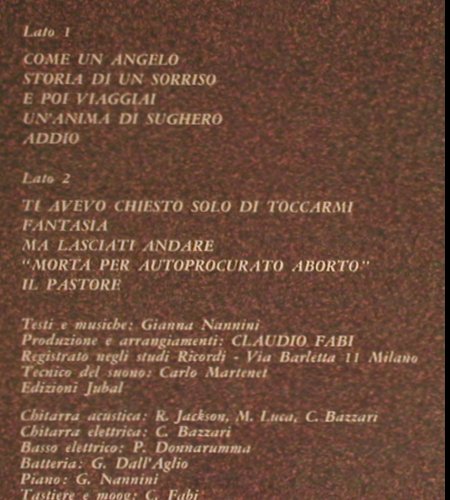 Lato 1
COME UN ANGELO
STORIA DI UN SORRISO
E POI VIAGGIAI
UN'ANIMA DI SUGHERO
ADDIO
Lato 2
TI AVEVO CHIESTO SOLO DI TOCCARMI
FANTASIA
MA LASCIATI ANDARE
"MORTA PER AUTOPROCURATO ABORTO"
IL PASTORE
Testi e musiche: Gianna Nannini
Produzione e arrangiamenti: CLAUDIO FABI
Registrato negli studi Ricordi - Via Barletta 11 Milano
Tecnico del suono: Carlo Martenet
Edizioni Jubal
Chitarra acustica: R. Jackson, M. Luca, C. Bazzari
Chitarra elettrica: C. Bazzari
Basso elettrico: P. Donnarumma
Batteria: G. Dall'Aglio
Piano: G. Nannini
Tastiere e moog: C. Fabi